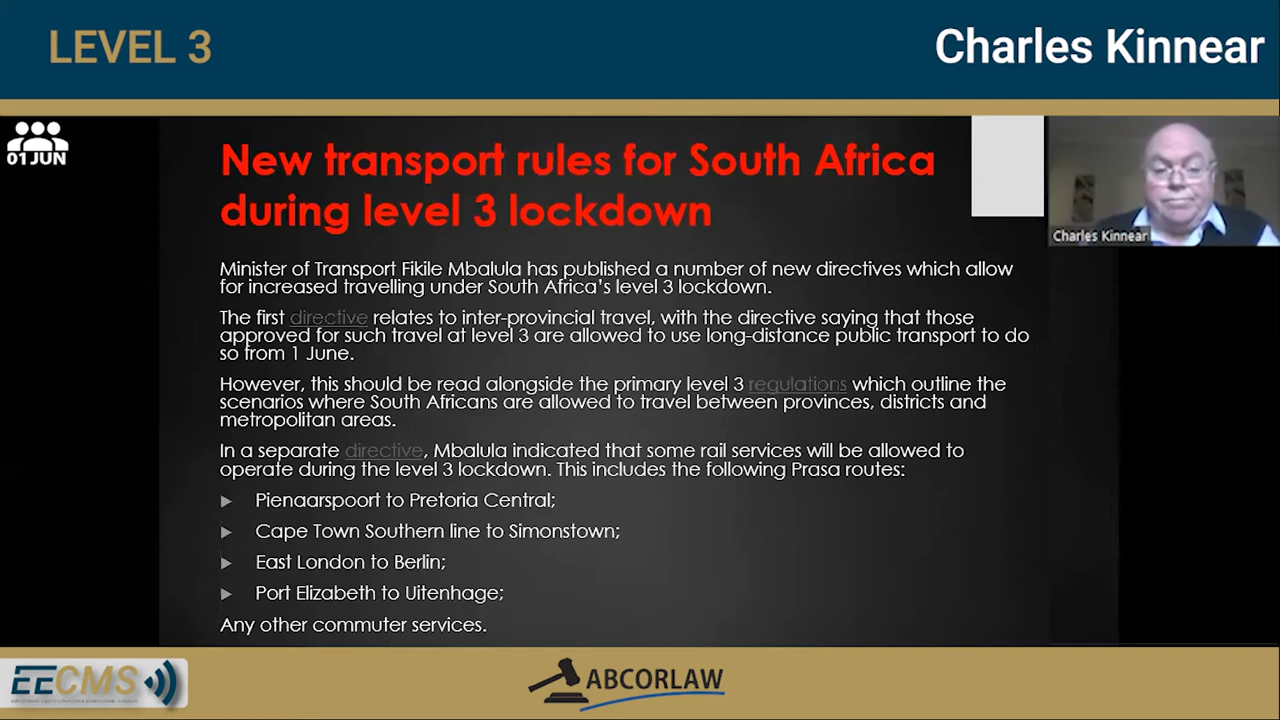 LEVEL 3
Charles Kinnear
01 JUN
New transport rules for South Africa
during level 3 lockdown
Charles Kinnear
Minister of Transport Fikile Mbalula has published a number of new directives which allow
for increased travelling under South Africa's level 3 lockdown.
The first directive relates to inter-provincial travel, with the directive saying that those
approved for such travel at level 3 are allowed to use long-distance public transport to do
so from 1 June.
However, this should be read alongside the primary level 3 regulations which outline the
scenarios where South Africans are allowed to travel between provinces, districts and
metropolitan areas.
In a separate directive, Mbalula indicated that some rail services will be allowed to
operate during the level 3 lockdown. This includes the following Prasa routes:
Pienaarspoort to Pretoria Central;
Cape Town Southern line to Simonstown;
East London to Berlin;
Port Elizabeth to Uitenhage;
Any other commuter services.
EECMS
ABCORLAW